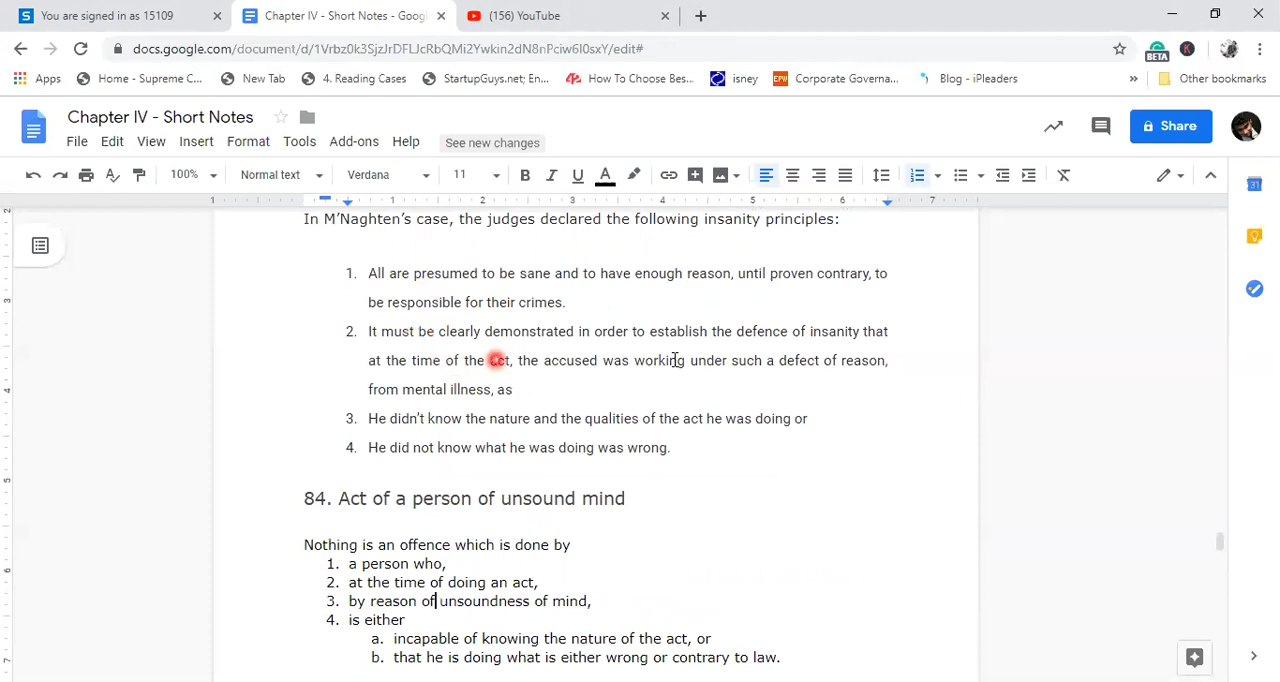 You are signed in as 15109
Chapter IV - Short Notes - Goog
(156) YouTube
docs.google.com/document/d/1Vrbz0k3SjzJrDFLJcRbQMi2Ywkin2dN8nPciw6I0sxY/edit#
BETA
K
Apps
Home - Supreme C...
New Tab
4. Reading Cases
StartupGuys.net; En...
How To Choose Bes...
isney
EPW
Corporate Governa...
Blog - iPleaders
»
Other bookmarks
Chapter IV - Short Notes
File Edit View Insert Format Tools Add-ons Help See new changes
Share
100% Normal text Verdana 11 B I U A
1 1 2 3 4 5 6 7
In M'Naghten's case, the judges declared the following insanity principles:
1. All are presumed to be sane and to have enough reason, until proven contrary, to
be responsible for their crimes.
2. It must be clearly demonstrated in order to establish the defence of insanity that
at the time of the act, the accused was working under such a defect of reason,
from mental illness, as
3. He didn't know the nature and the qualities of the act he was doing or
4. He did not know what he was doing was wrong.
84. Act of a person of unsound mind
Nothing is an offence which is done by
1. a person who
2. at the time of doing an act,
3. by reason of unsoundness of mind,
4. is either
a. incapable of knowing the nature of the act, or
b. that he is doing what is either wrong or contrary to law.